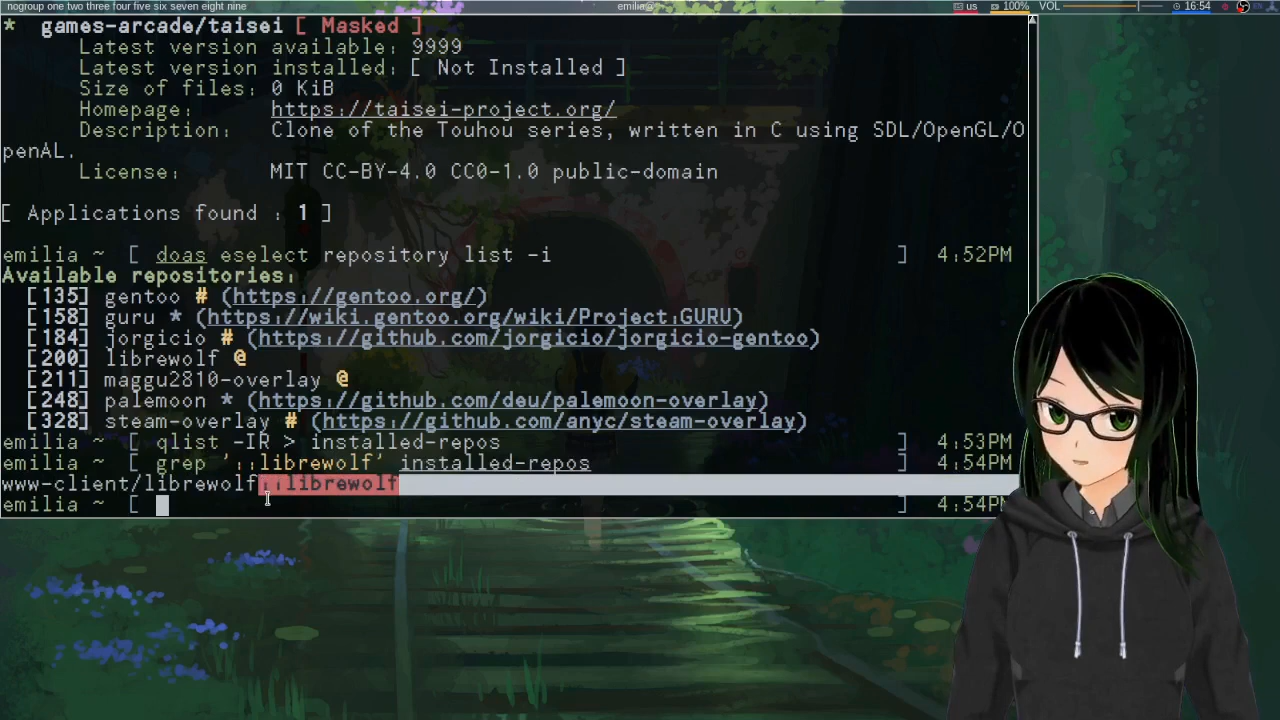 nogroup one two three four five six seven eight nine
emilia@
us 100% VOL 16:54 EN
* games-arcade/taisei [ Masked ]
Latest version available: 9999
Latest version installed: [ Not Installed ]
Size of files: 0 KiB
Homepage: https://taisei-project.org/
Description: Clone of the Touhou series, written in C using SDL/OpenGL/O
penAL.
License: MIT CC-BY-4.0 CC0-1.0 public-domain
[ Applications found : 1 ]
emilia ~ [ doas eselect repository list -i ] 4:52PM
Available repositories:
[135] gentoo # (https://gentoo.org/)
[158] guru * (https://wiki.gentoo.org/wiki/Project:GURU)
[184] jorgicio # (https://github.com/jorgicio/jorgicio-gentoo)
[200] librewolf @
[211] maggu2810-overlay @
[248] palemoon * (https://github.com/deu/palemoon-overlay)
[328] steam-overlay # (https://github.com/anyc/steam-overlay)
emilia ~ [ qlist -IR > installed-repos ] 4:53PM
emilia ~ [ grep '::librewolf' installed-repos ] 4:54PM
www-client/librewolf::librewolf
emilia ~ [ ] 4:54PM